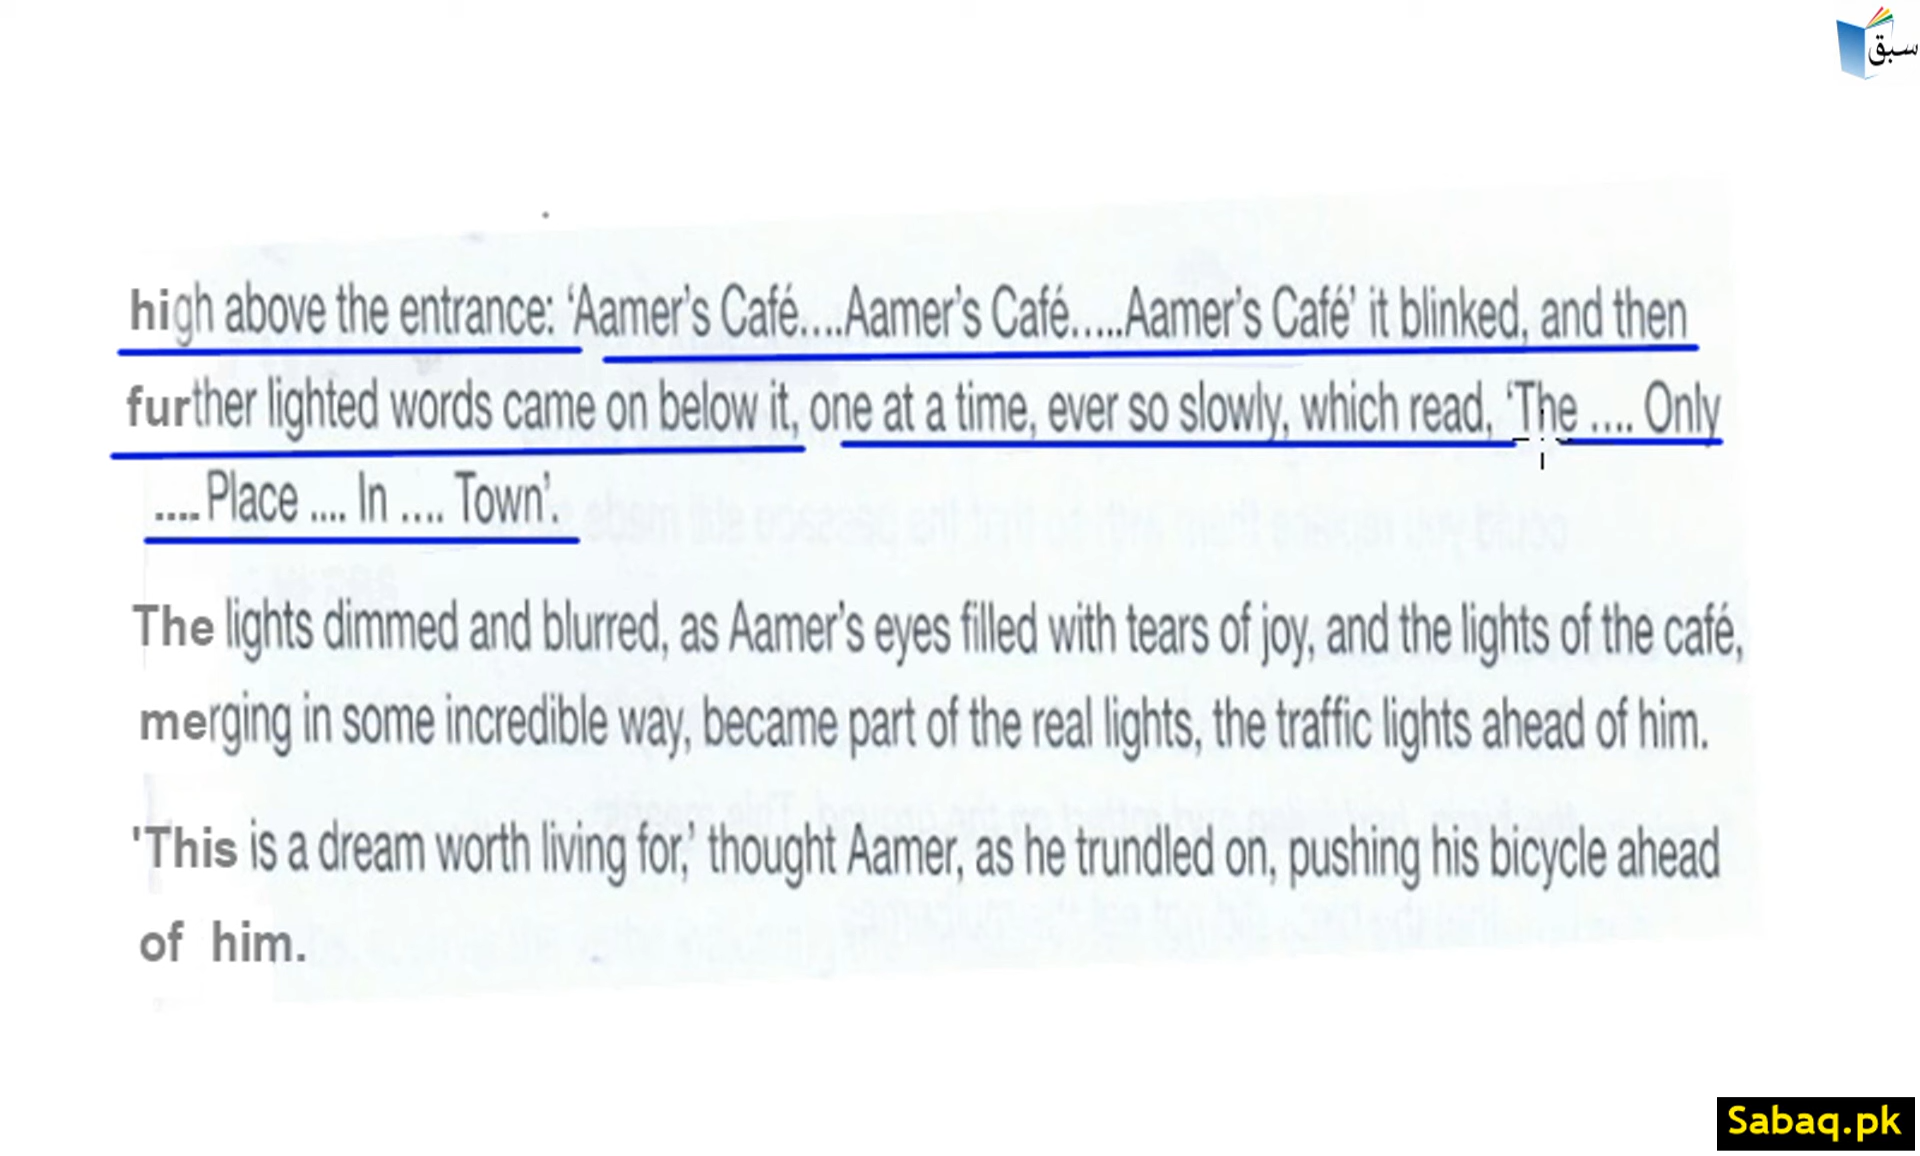 سبق
high above the entrance: ‘Aamer’s Café....Aamer’s Café.....Aamer’s Café’ it blinked, and then
further lighted words came on below it, one at a time, ever so slowly, which read, ‘The .... Only
.... Place .... In .... Town’.
The lights dimmed and blurred, as Aamer’s eyes filled with tears of joy, and the lights of the café,
merging in some incredible way, became part of the real lights, the traffic lights ahead of him.
'This is a dream worth living for,’ thought Aamer, as he trundled on, pushing his bicycle ahead
of him.
Sabaq.pk